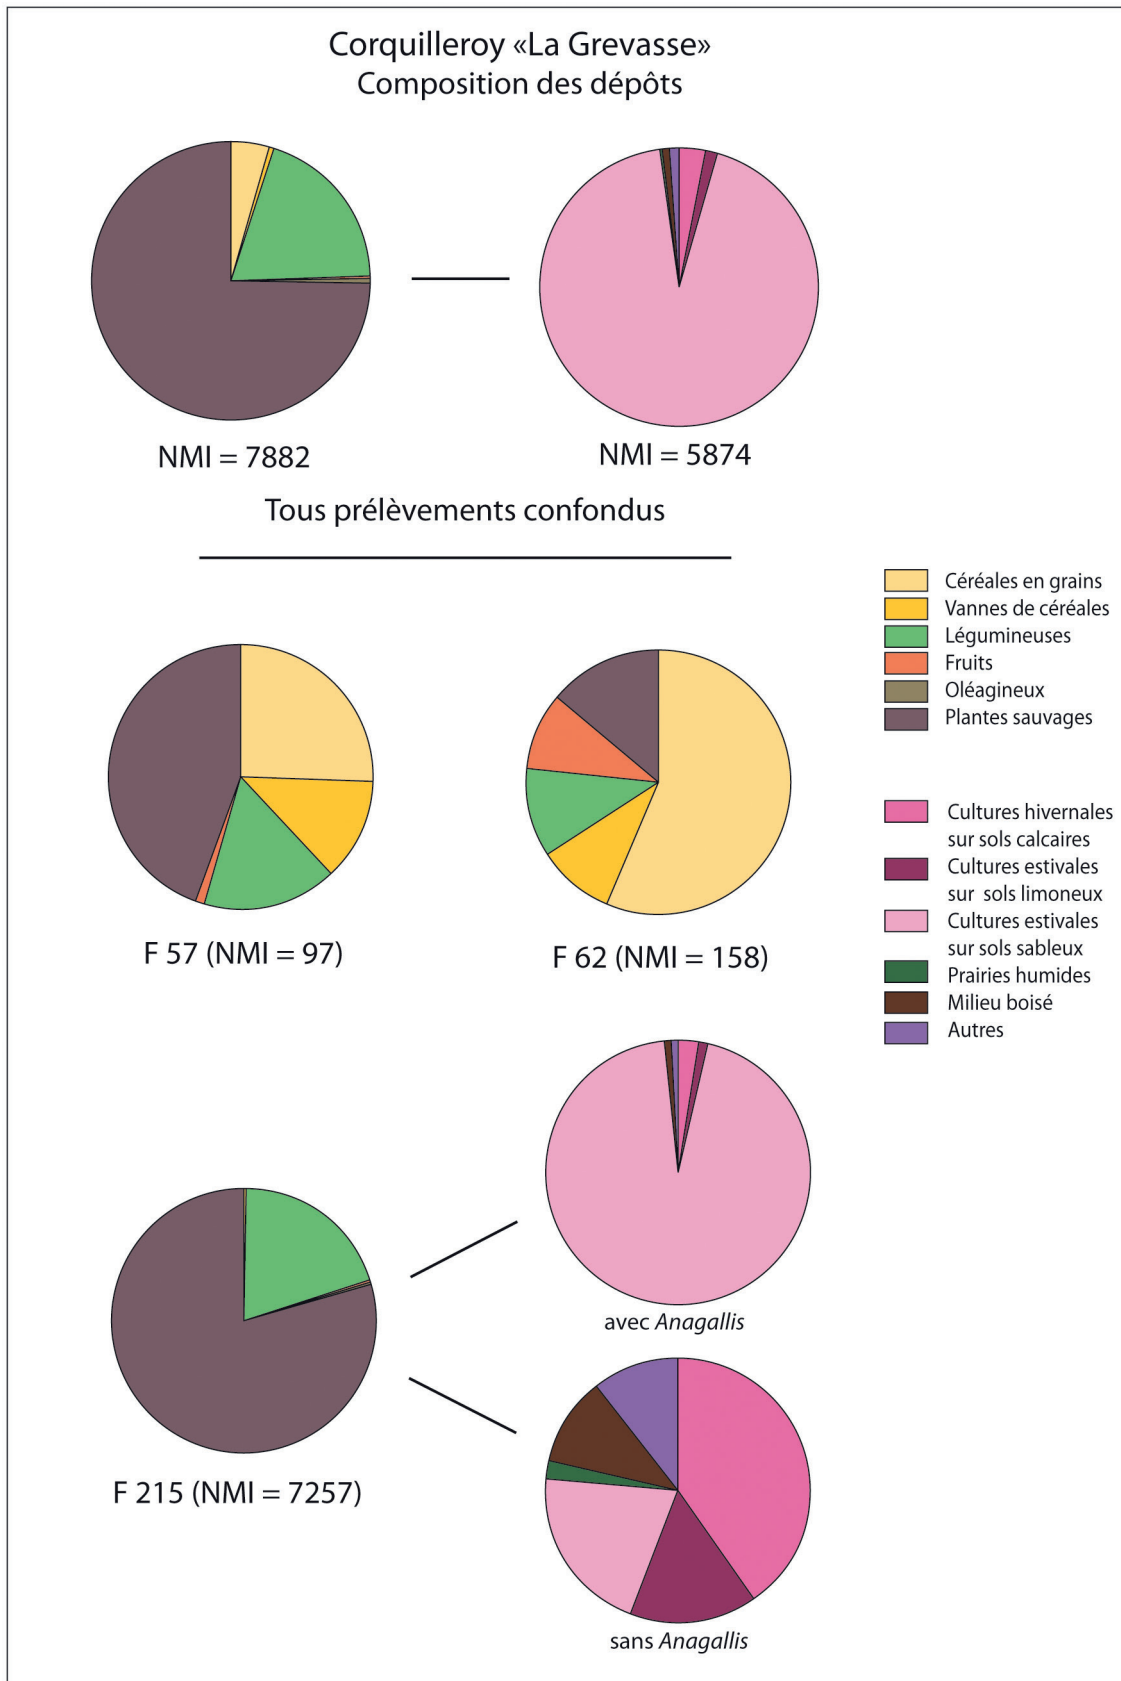 Corquilleroy «La Grevasse»
Composition des dépôts
NMI = 7882
NMI = 5874
Tous prélèvements confondus
Céréales en grains
Vannes de céréales
Légumineuses
Fruits
Oléagineux
Plantes sauvages
F 57 (NMI = 97)
F 62 (NMI = 158)
Cultures hivernales
sur sols calcaires
Cultures estivales
sur sols limoneux
Cultures estivales
sur sols sableux
Prairies humides
Milieu boisé
Autres
avec Anagallis
F 215 (NMI = 7257)
sans Anagallis